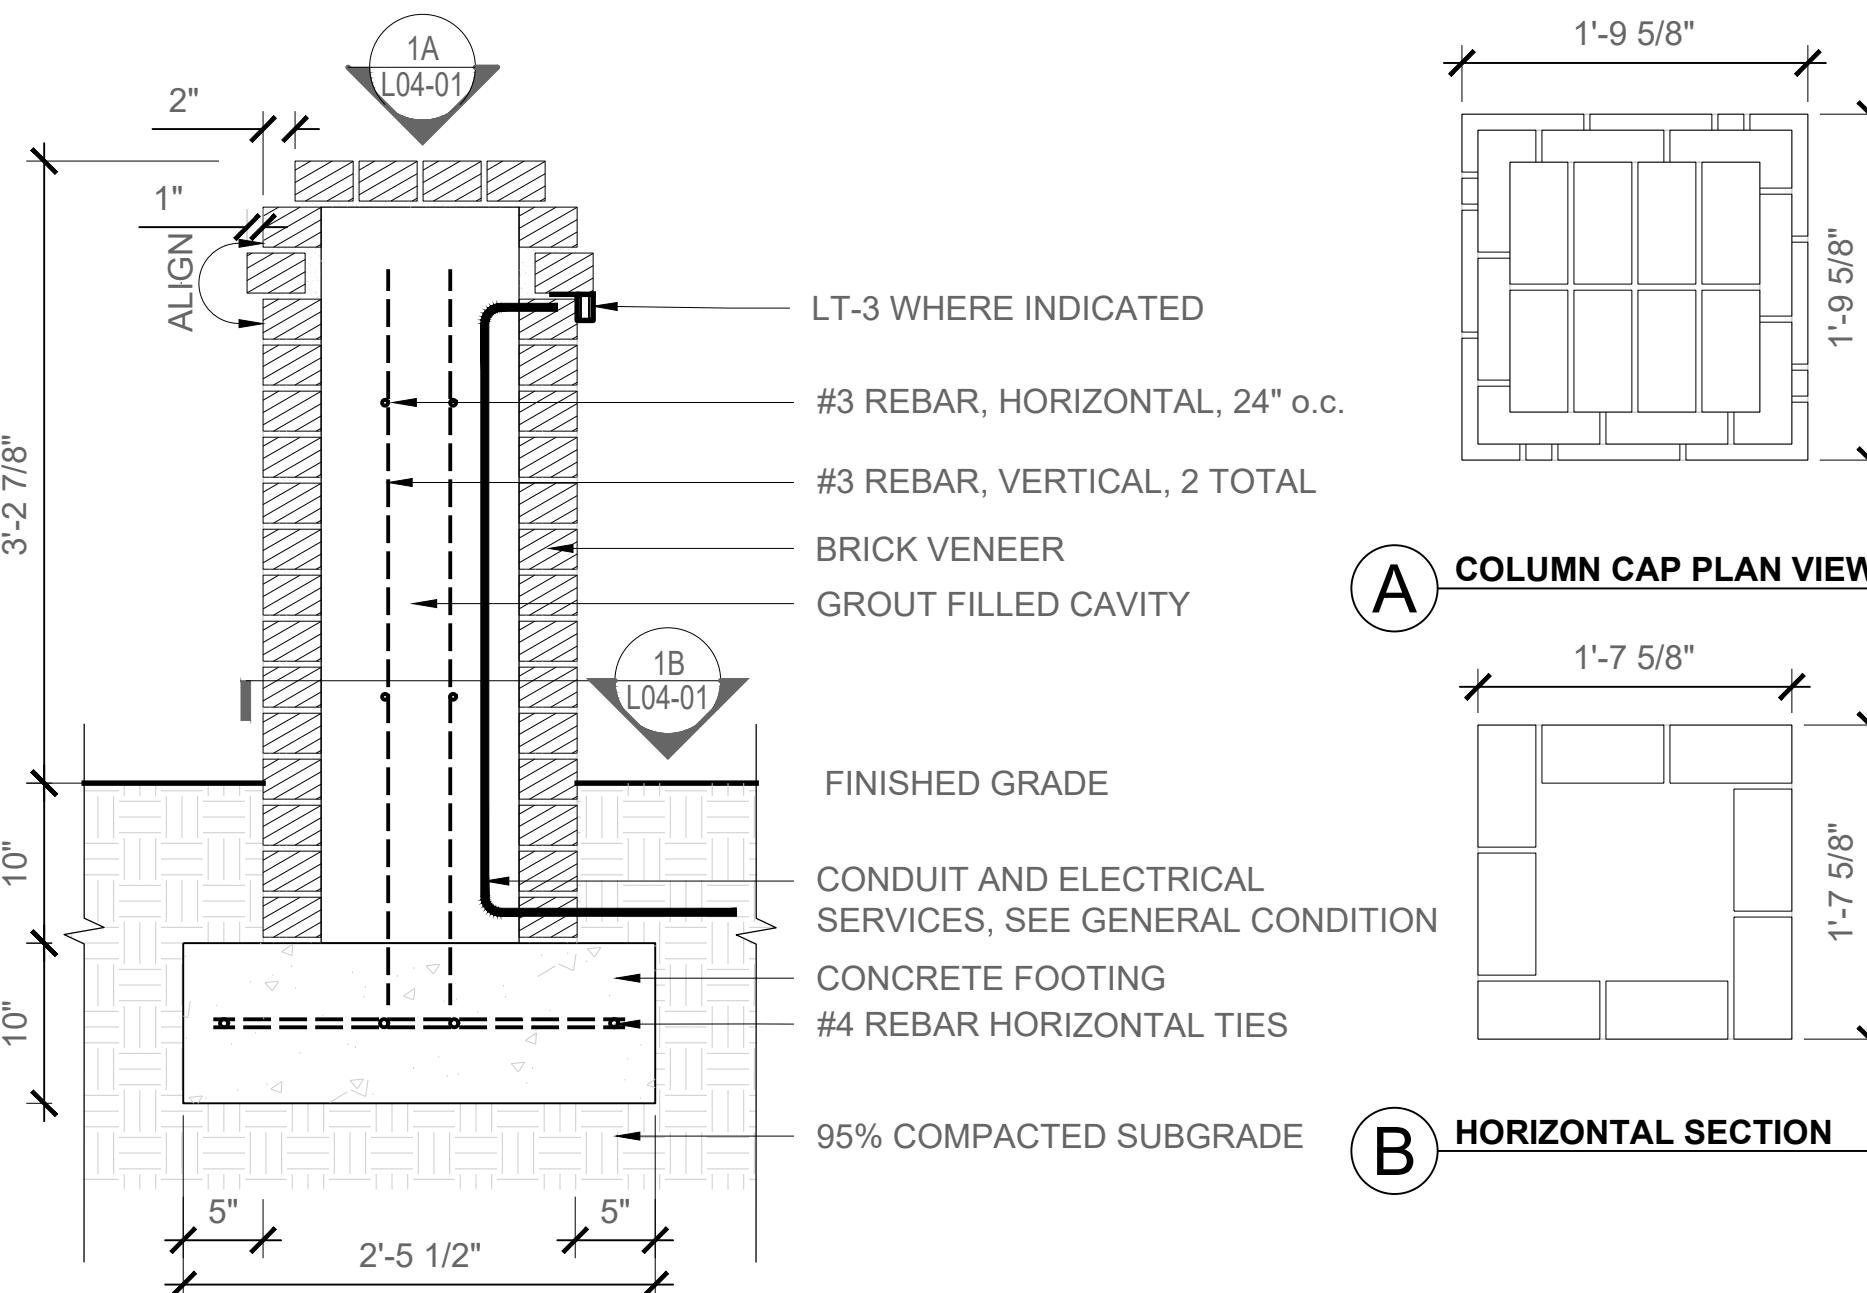 1A
L04-01
2"
1"
ALIGN
3'-2 7/8"
10"
10"
LT-3 WHERE INDICATED
#3 REBAR, HORIZONTAL, 24" o.c.
#3 REBAR, VERTICAL, 2 TOTAL
BRICK VENEER
GROUT FILLED CAVITY
1B
L04-01
FINISHED GRADE
CONDUIT AND ELECTRICAL
SERVICES, SEE GENERAL CONDITION
CONCRETE FOOTING
#4 REBAR HORIZONTAL TIES
95% COMPACTED SUBGRADE
5"
5"
2'-5 1/2"
1'-9 5/8"
1'-9 5/8"
A
COLUMN CAP PLAN VIEW
1'-7 5/8"
1'-7 5/8"
B
HORIZONTAL SECTION